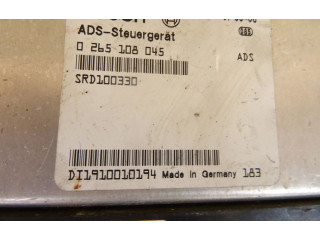 ADS-Steuergerät
0 265 108 045
ADS
SRD100330
DI1910010194 Made in Germany 183